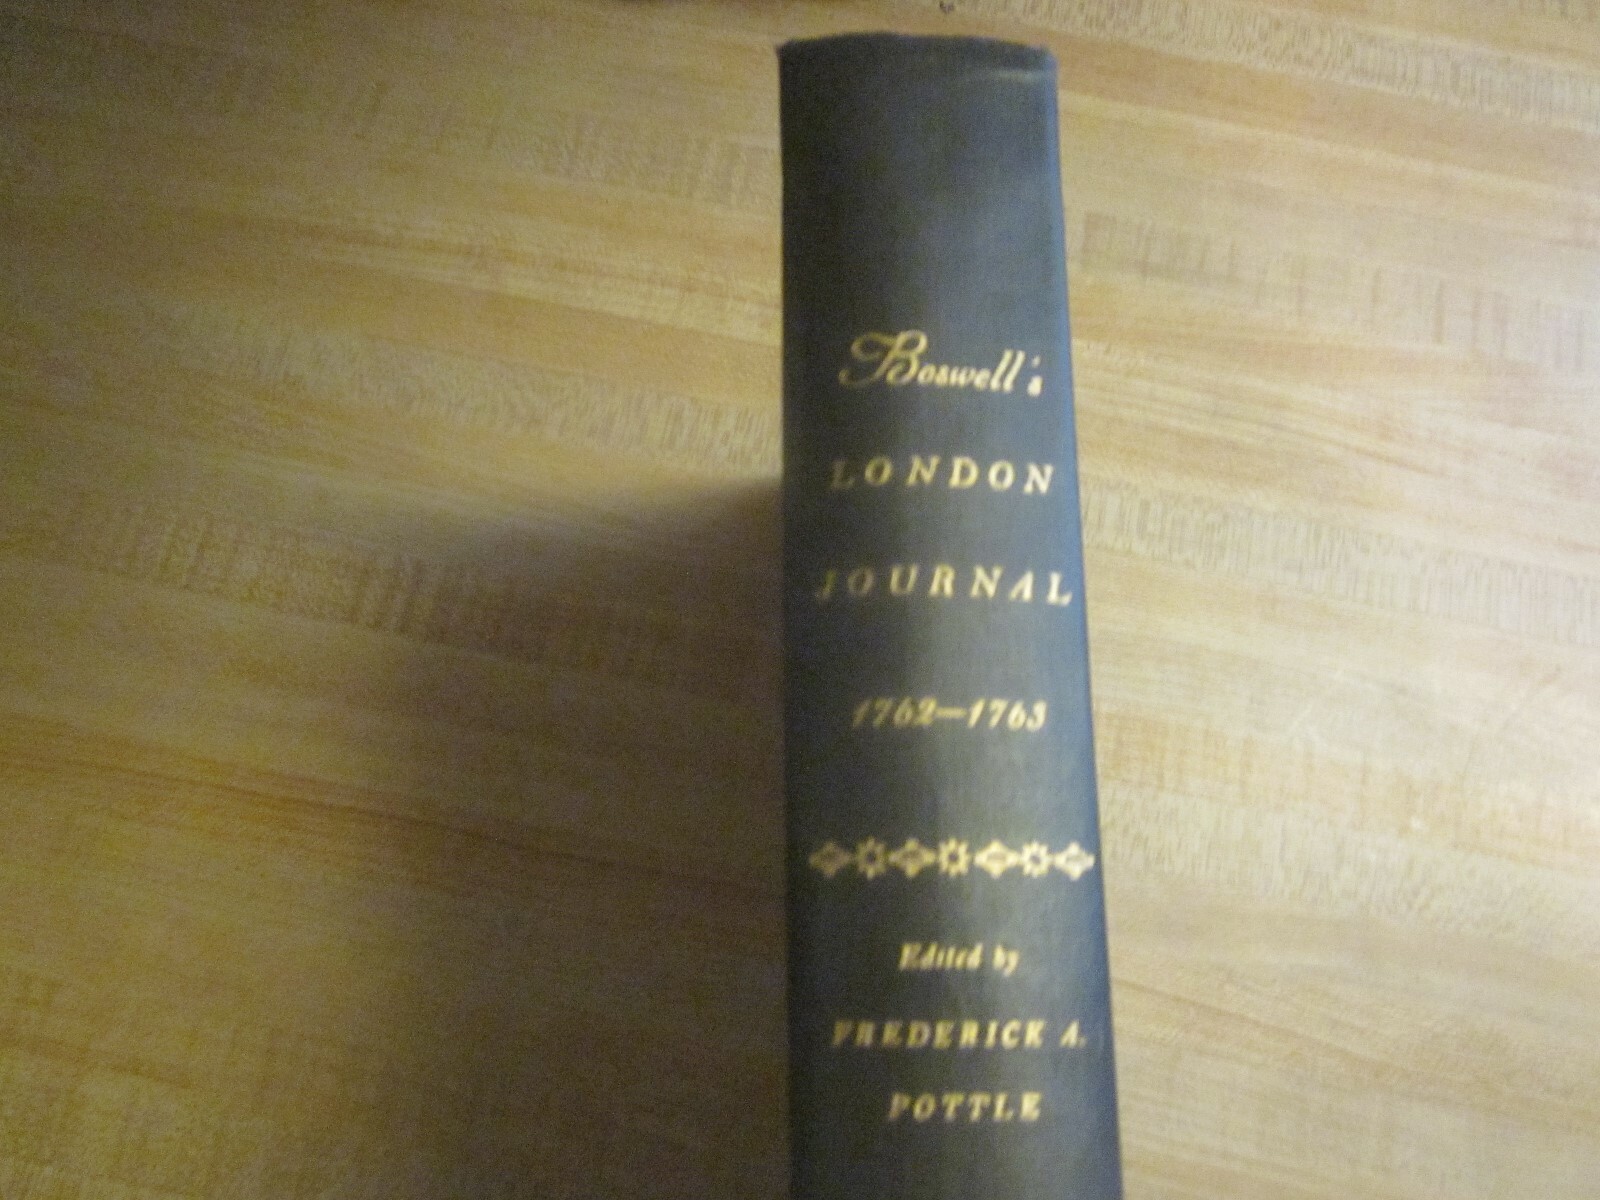 Boswell's
LONDON
JOURNAL
1762—1763
Edited by
FREDERICK A.
POTTLE